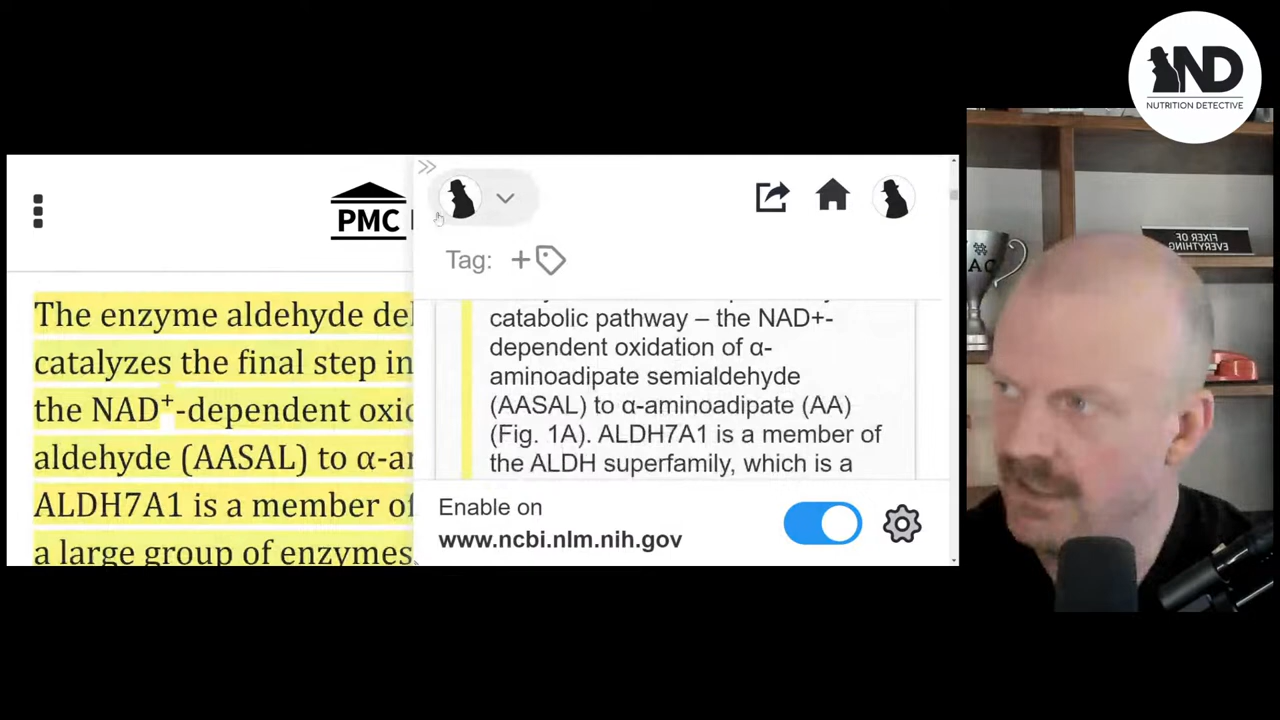 ND
NUTRITION DETECTIVE
PMC
Tag:
The enzyme aldehyde
catalyzes the final step in
the NAD+-dependent
aldehyde (AASAL) to
ALDH7A1 is a member of
a large group of enzymes
catabolic pathway – the NAD+-
dependent oxidation of α-
aminoadipate semialdehyde
(AASAL) to α-aminoadipate (AA)
(Fig. 1A). ALDH7A1 is a member of
the ALDH superfamily, which is a
Enable on
www.ncbi.nlm.nih.gov
FIXER OF
EVERYTHING